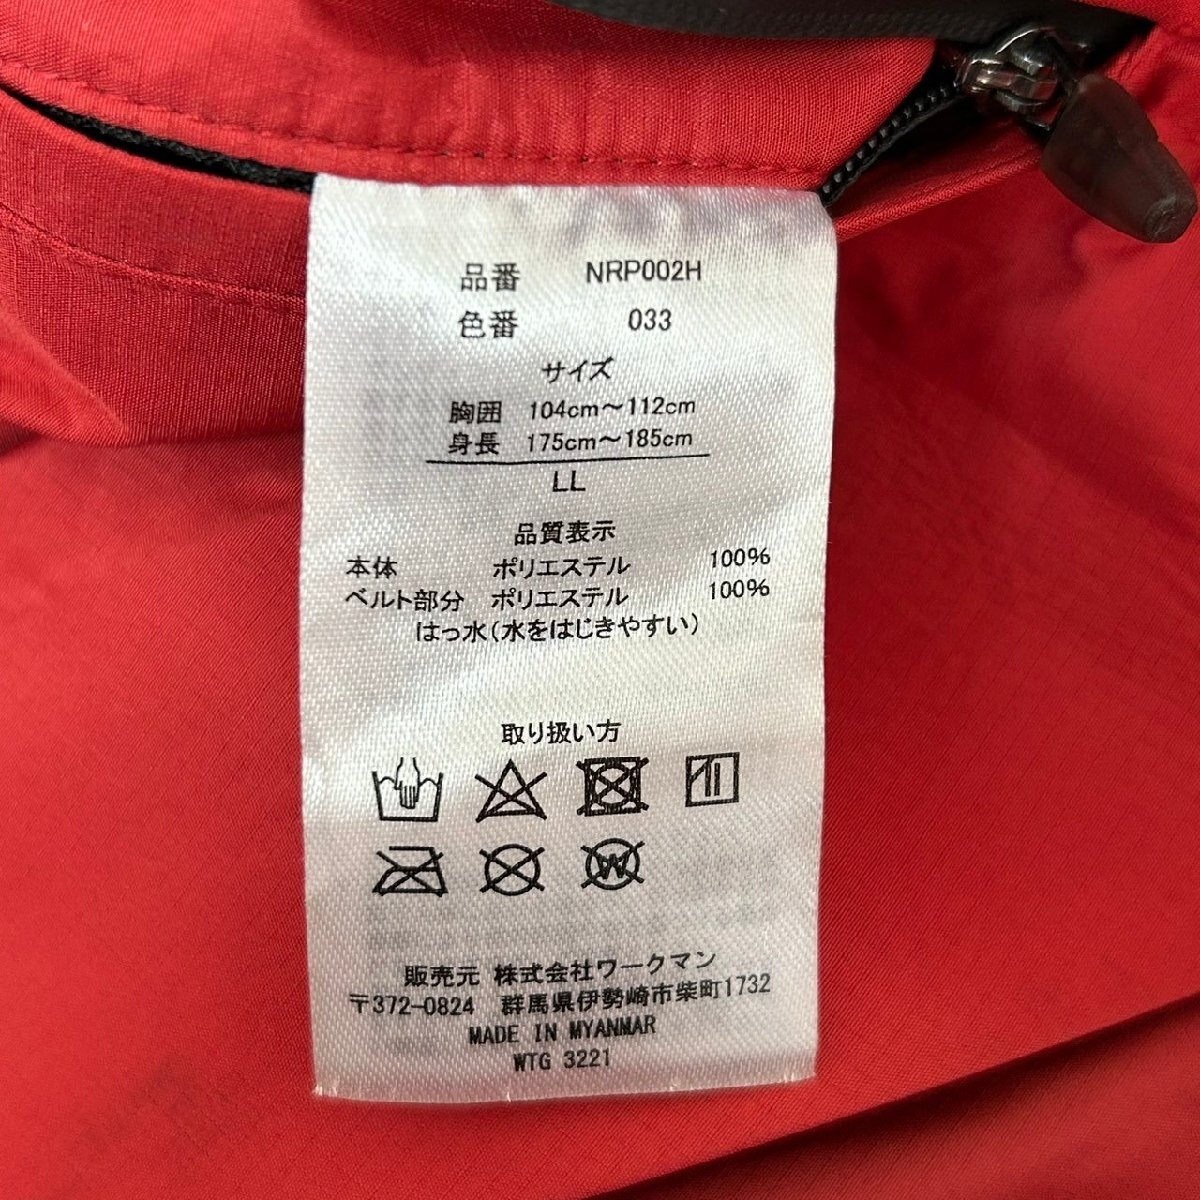 品番 NRP002H
色番 033
サイズ
胸囲 104cm～112cm
身長 175cm～185cm
LL
品質表示
本体 ポリエステル 100%
ベルト部分 ポリエステル 100%
はっ水(水をはじきやすい)
取り扱い方
W
販売元 株式会社ワークマン
〒372-0824 群馬県伊勢崎市柴町1732
MADE IN MYANMAR
WTG 3221